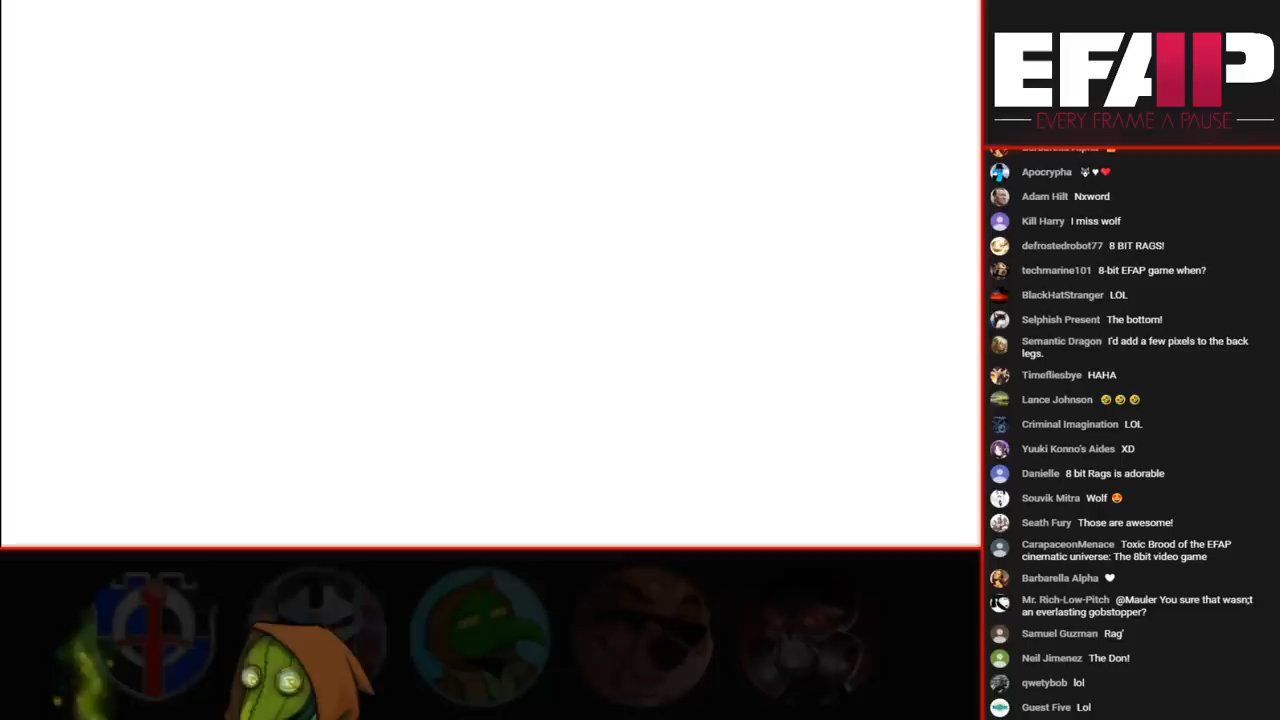 EFAP
EVERY FRAME A PAUSE
Apocrypha
Adam Hilt Nxword
Kill Harry I miss wolf
defrostedrobot77 8 BIT RAGS!
techmarine101 8-bit EFAP game when?
BlackHatStranger LOL
Selphish Present The bottom!
Semantic Dragon I'd add a few pixels to the back
legs.
Timefliesbye HAHA
Lance Johnson 🤣 🤣 🤣
Criminal Imagination LOL
Yuuki Konno's Aides XD
Danielle 8 bit Rags is adorable
Souvik Mitra Wolf 🤩
Seath Fury Those are awesome!
CarapaceonMenace Toxic Brood of the EFAP
cinematic universe: The 8bit video game
Barbarella Alpha 🤍
Mr. Rich-Low-Pitch @Mauler You sure that wasn;t
an everlasting gobstopper?
Samuel Guzman Rag'
Neil Jimenez The Don!
qwetybob lol
Guest Five Lol